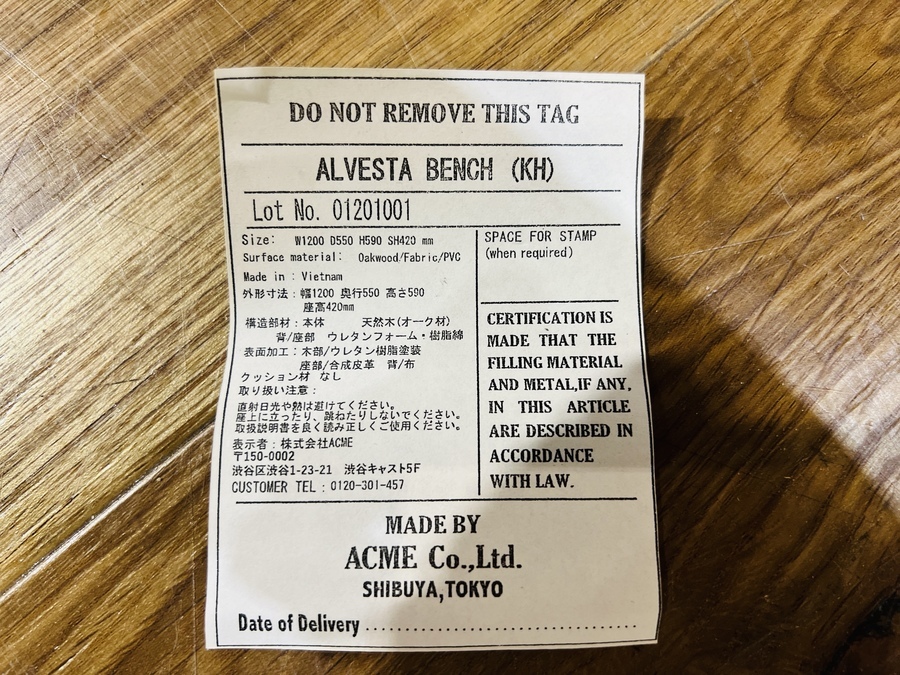 DO NOT REMOVE THIS TAG
ALVESTA BENCH (KH)
Lot No. 01201001
Size: W1200 D550 H590 SH420 mm
Surface material: Oakwood/Fabric/PVC
Made in : Vietnam
外形寸法：幅1200 奥行550 高さ590
座高420mm
構造部材：本体 天然木(オーク材)
背/座部 ウレタンフォーム・樹脂綿
表面加工：木部/ウレタン樹脂塗装
座部/合成皮革 背/布
クッション材 なし
取り扱い注意：
直射日光や熱は避けてください。
座上に立ったり、跳ねたりしないでください。
取扱説明書を良く読み正しくご使用ください。
表示者：株式会社ACME
〒150-0002
渋谷区渋谷1-23-21 渋谷キャスト5F
CUSTOMER TEL：0120-301-457
SPACE FOR STAMP
(when required)
CERTIFICATION IS
MADE THAT THE
FILLING MATERIAL
AND METAL,IF ANY,
IN THIS ARTICLE
ARE DESCRIBED IN
ACCORDANCE
WITH LAW.
MADE BY
ACME Co.,Ltd.
SHIBUYA,TOKYO
Date of Delivery